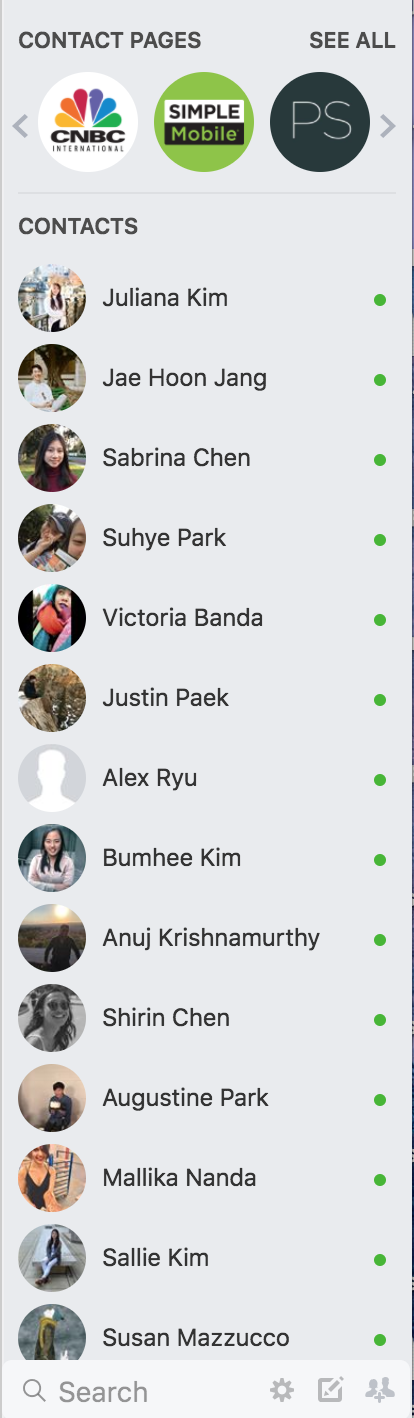 CONTACT PAGES SEE ALL
CNBC
INTERNATIONAL
SIMPLE
Mobile
PS
CONTACTS
Juliana Kim
Jae Hoon Jang
Sabrina Chen
Suhye Park
Victoria Banda
Justin Paek
Alex Ryu
Bumhee Kim
Anuj Krishnamurthy
Shirin Chen
Augustine Park
Mallika Nanda
Sallie Kim
Susan Mazzucco
Search